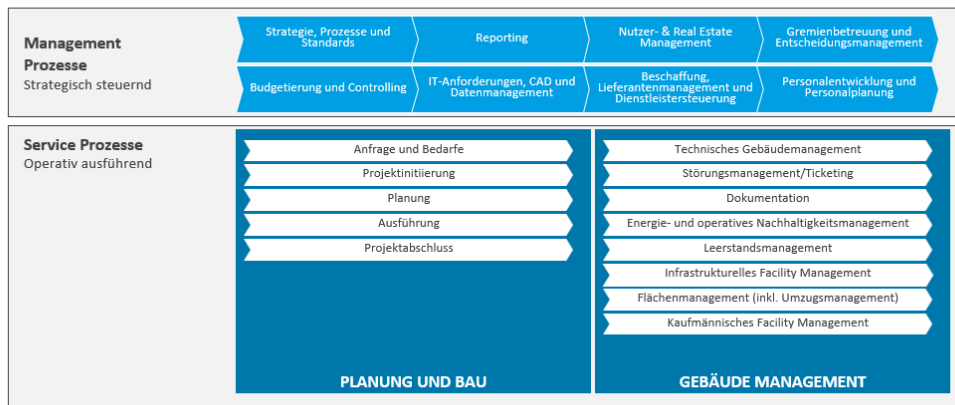 Management
Prozesse
Strategisch steuernd
Strategie, Prozesse und
Standards
Reporting
Nutzer- & Real Estate
Management
Gremienbetreuung und
Entscheidungsmanagement
Budgetierung und Controlling
IT-Anforderungen, CAD und
Datenmanagement
Beschaffung,
Lieferantenmanagement und
Dienstleistersteuerung
Personalentwicklung und
Personalplanung
Service Prozesse
Operativ ausführend
Anfrage und Bedarfe
Projektinitiierung
Planung
Ausführung
Projektabschluss
PLANUNG UND BAU
Technisches Gebäudemanagement
Störungsmanagement/Ticketing
Dokumentation
Energie- und operatives Nachhaltigkeitsmanagement
Leerstandsmanagement
Infrastrukturelles Facility Management
Flächenmanagement (inkl. Umzugsmanagement)
Kaufmännisches Facility Management
GEBÄUDE MANAGEMENT